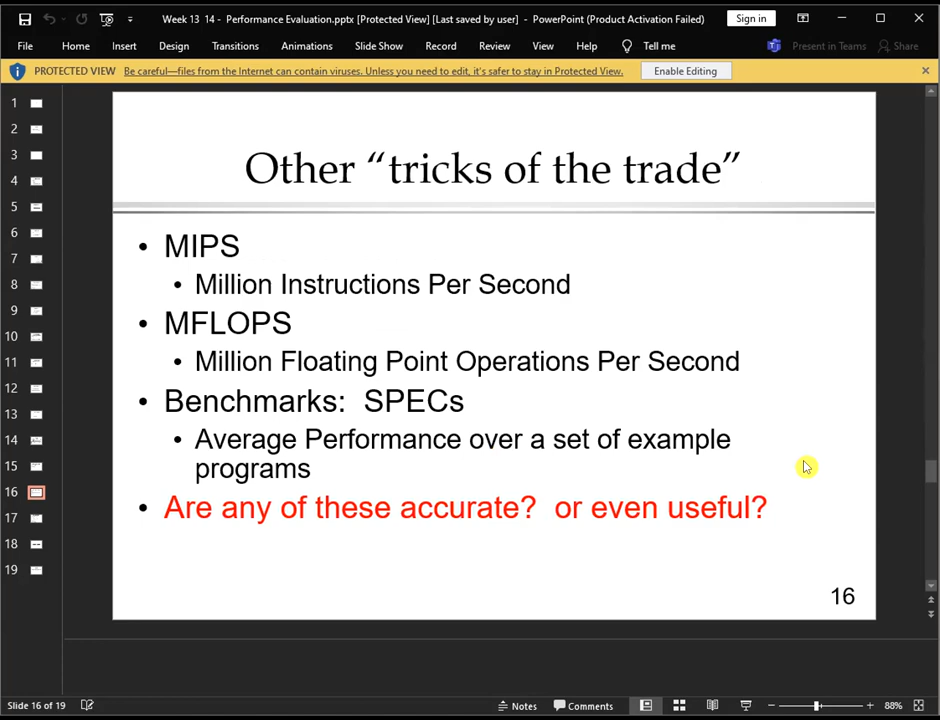 Week 13 14 - Performance Evaluation.pptx [Protected View] [Last saved by user] - PowerPoint (Product Activation Failed)
Sign in
File Home Insert Design Transitions Animations Slide Show Record Review View Help Tell me Present in Teams Share
PROTECTED VIEW Be careful—files from the Internet can contain viruses. Unless you need to edit, it's safer to stay in Protected View. Enable Editing
1
2
3
4
5
6
7
8
9
10
11
12
13
14
15
16
17
18
19
Other “tricks of the trade”
• MIPS
• Million Instructions Per Second
• MFLOPS
• Million Floating Point Operations Per Second
• Benchmarks: SPECs
• Average Performance over a set of example
programs
• Are any of these accurate? or even useful?
16
Slide 16 of 19 Notes Comments 88%